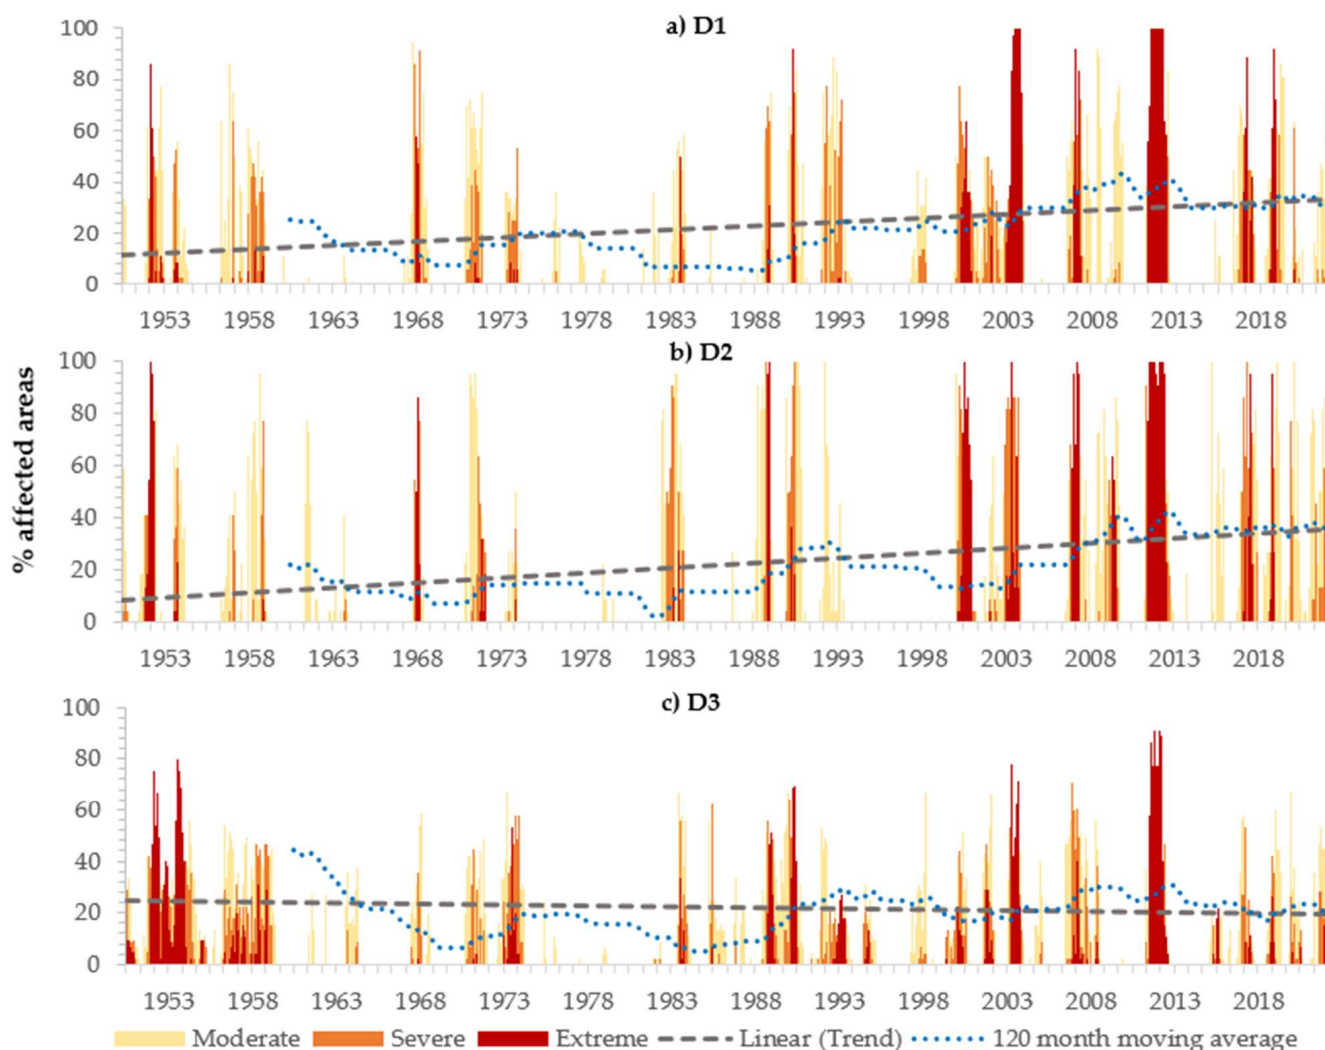 a) D1
100
80
60
40
20
0
1953 1958 1963 1968 1973 1978 1983 1988 1993 1998 2003 2008 2013 2018
b) D2
% affected areas
100
80
60
40
20
0
1953 1958 1963 1968 1973 1978 1983 1988 1993 1998 2003 2008 2013 2018
c) D3
100
80
60
40
20
0
1953 1958 1963 1968 1973 1978 1983 1988 1993 1998 2003 2008 2013 2018
Moderate Severe Extreme Linear (Trend) 120 month moving average